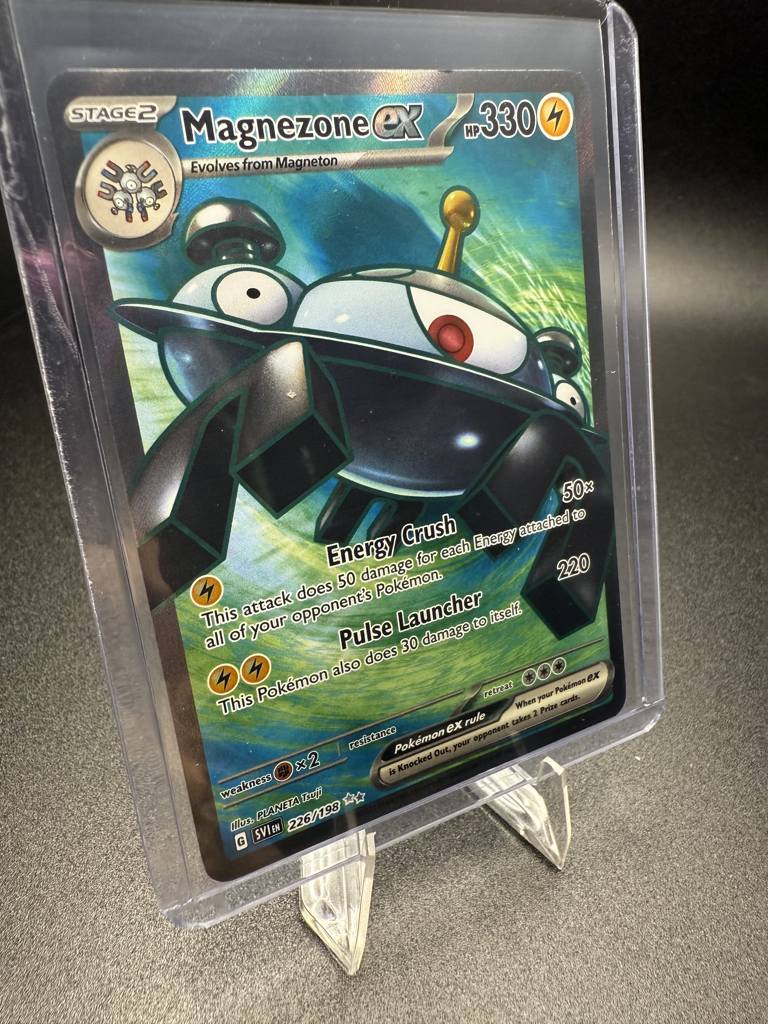 STAGE2
Magnezone ex HP330
Evolves from Magneton
Energy Crush 50×
This attack does 50 damage for each Energy attached to
all of your opponent's Pokémon.
Pulse Launcher 220
This Pokémon also does 30 damage to itself.
weakness ×2 resistance retreat
Pokémon ex rule When your Pokémon ex
is Knocked Out, your opponent takes 2 Prize cards.
Illus. PLANETA Tsuji
G SVI EN 226/198